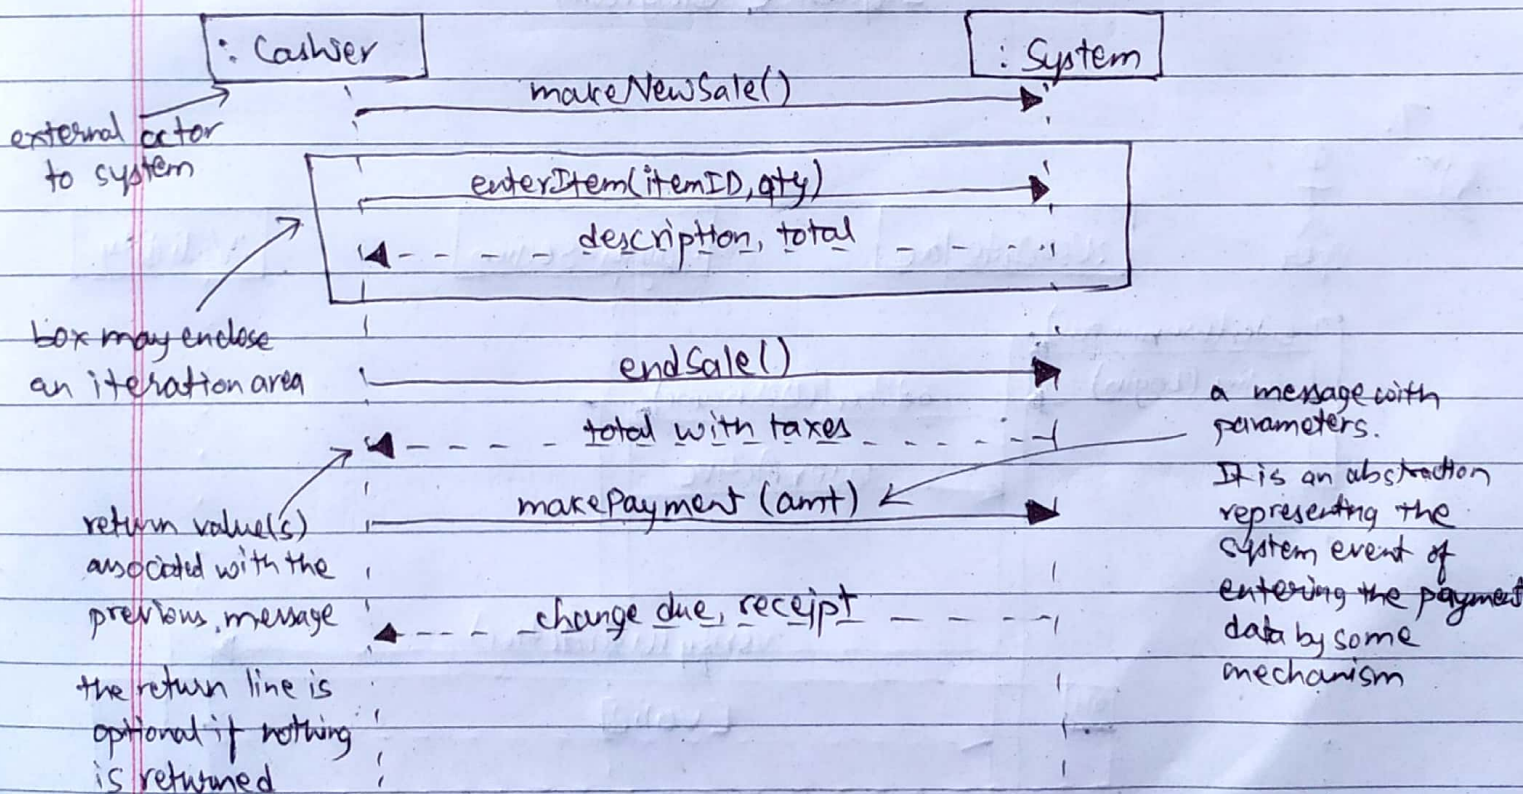 : Cashier
: System
makeNewSale()
external actor
to system
enterItem(itemID, qty)
description, total
box may enclose
an iteration area
endSale()
total with taxes
a message with
parameters.
It is an abstraction
representing the
system event of
entering the payment
data by some
mechanism
makePayment (amt)
return value(s)
associated with the
previous message
change due, receipt
the return line is
optional if nothing
is returned